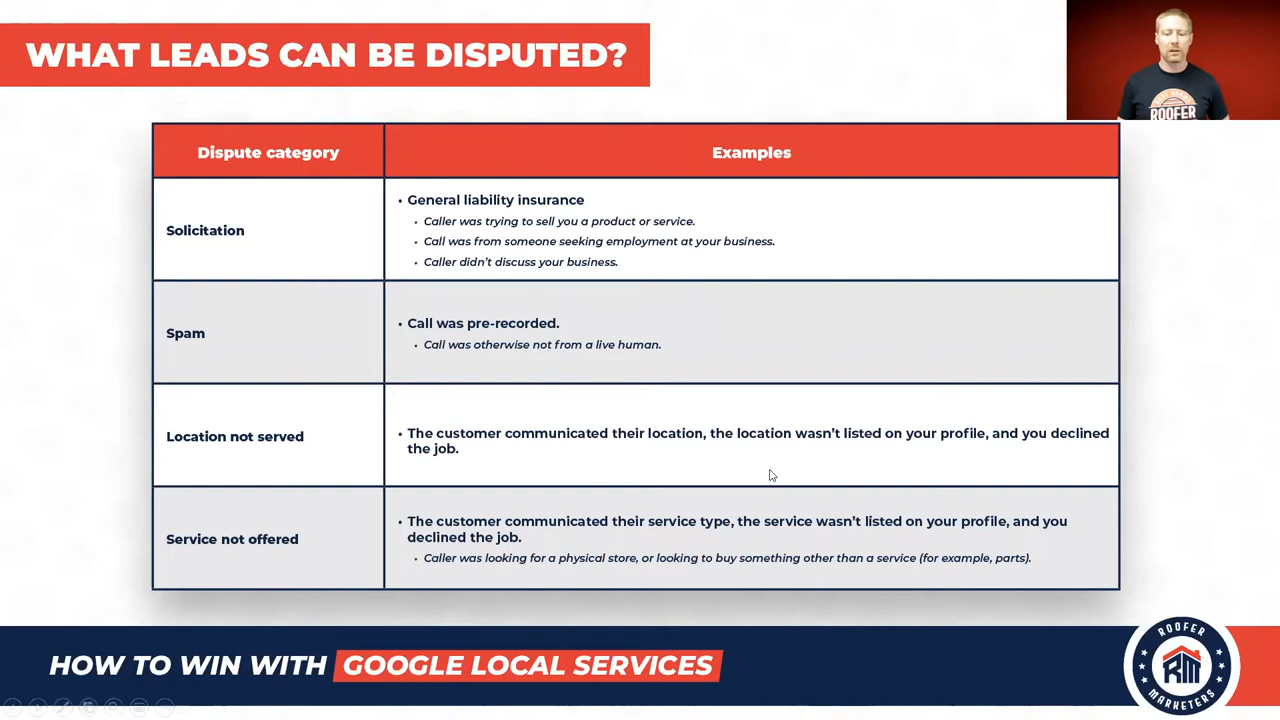 WHAT LEADS CAN BE DISPUTED?
ROOFER
Dispute category
Examples
Solicitation
• General liability insurance
• Caller was trying to sell you a product or service.
• Call was from someone seeking employment at your business.
• Caller didn't discuss your business.
Spam
• Call was pre-recorded.
• Call was otherwise not from a live human.
Location not served
• The customer communicated their location, the location wasn't listed on your profile, and you declined
the job.
Service not offered
• The customer communicated their service type, the service wasn't listed on your profile, and you
declined the job.
• Caller was looking for a physical store, or looking to buy something other than a service (for example, parts).
HOW TO WIN WITH GOOGLE LOCAL SERVICES
ROOFER
RM
MARKETERS